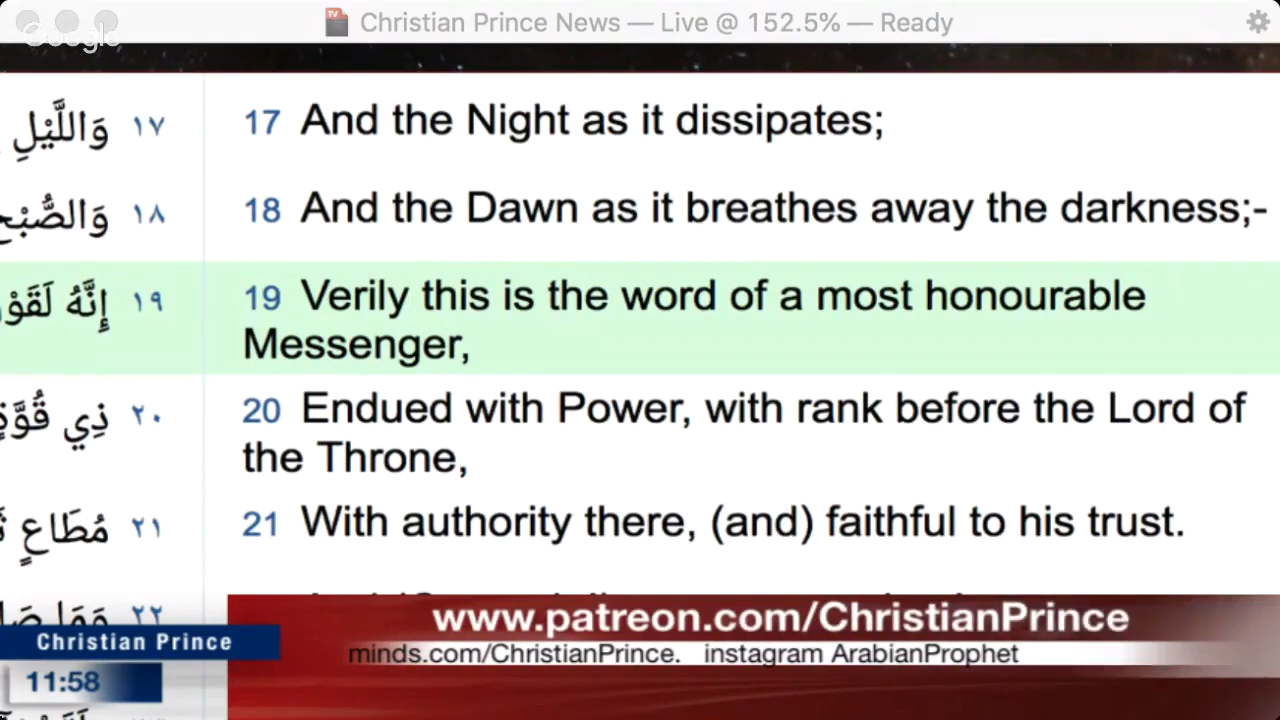 Christian Prince News — Live @ 152.5% — Ready
Google
١٧ وَاللَّيْلِ
17 And the Night as it dissipates;
١٨
18 And the Dawn as it breathes away the darkness;-
١٩ إِنَّهُ
19 Verily this is the word of a most honourable
Messenger,
٢٠ ذِي
20 Endued with Power, with rank before the Lord of
the Throne,
٢١ مُطَاعٍ
21 With authority there, (and) faithful to his trust.
٢٢
www.patreon.com/ChristianPrince
Christian Prince
minds.com/ChristianPrince. instagram ArabianProphet
11:58